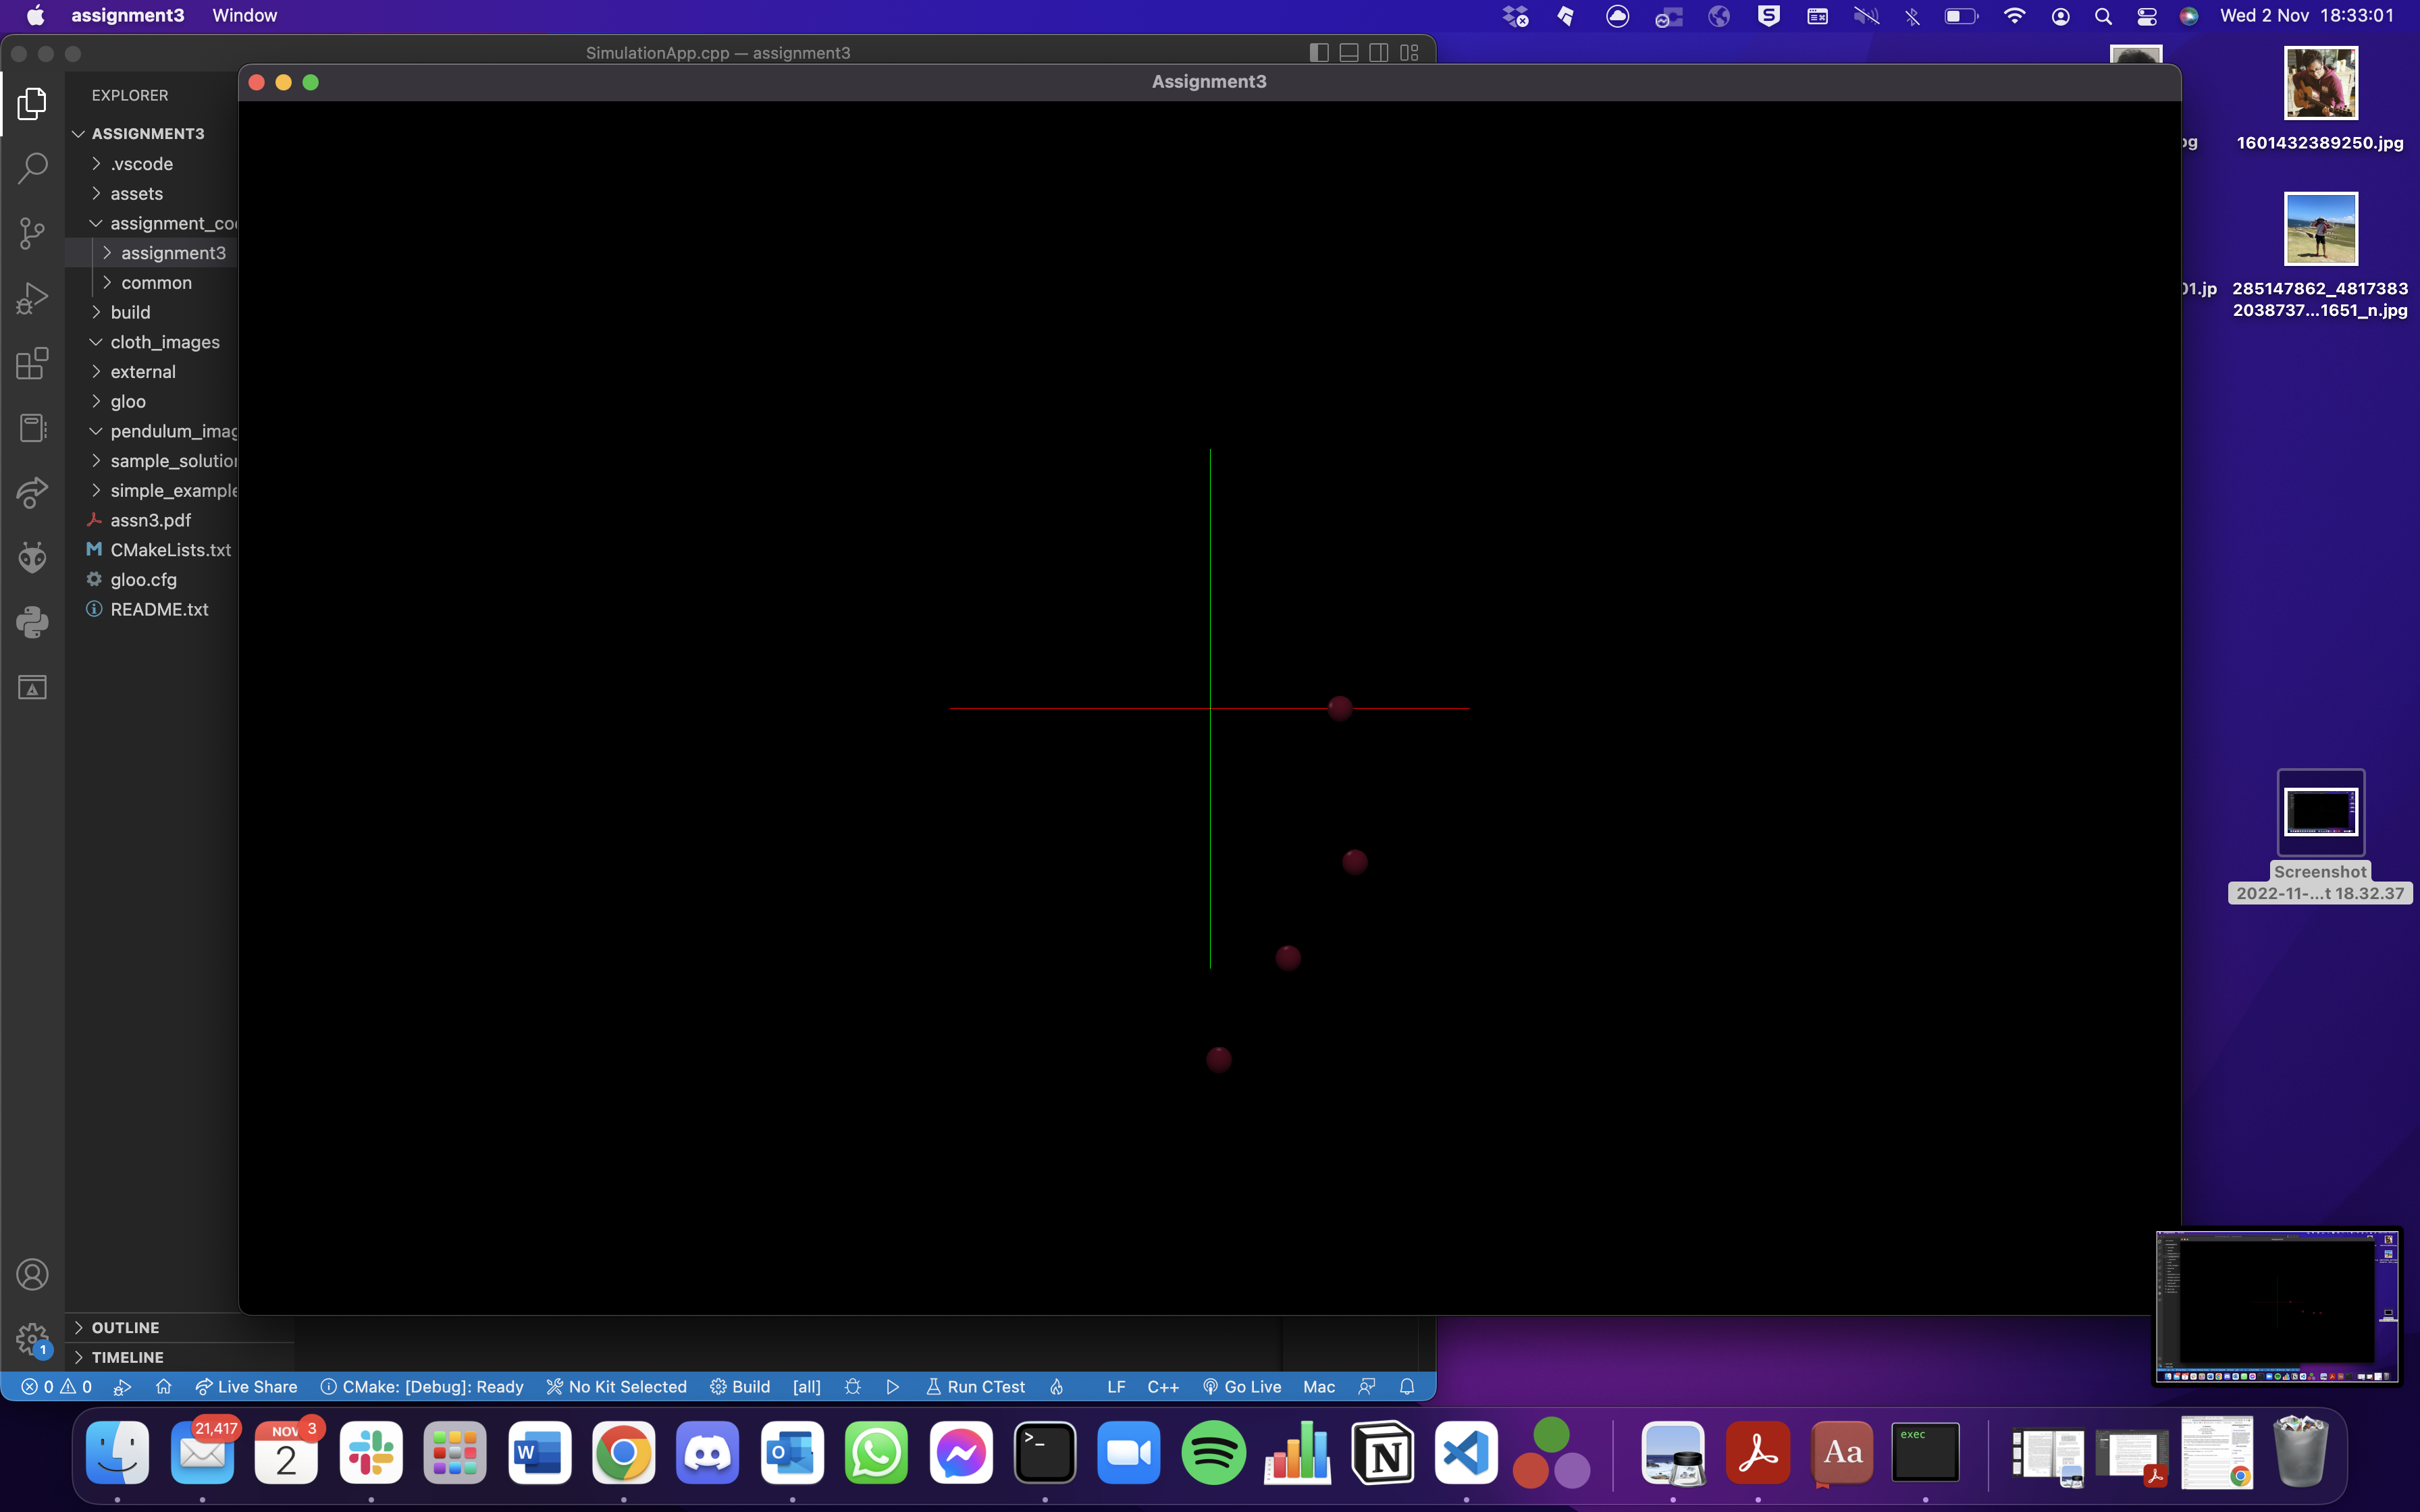 assignment3 Window
Wed 2 Nov 18:33:01
SimulationApp.cpp — assignment3
Assignment3
EXPLORER
ASSIGNMENT3
.vscode
assets
assignment_co
assignment3
common
build
cloth_images
external
gloo
pendulum_imag
sample_solution
simple_example
assn3.pdf
M CMakeLists.txt
gloo.cfg
README.txt
OUTLINE
TIMELINE
pg
1601432389250.jpg
01.jp
285147862_4817383
2038737...1651_n.jpg
Screenshot
2022-11-...t 18.32.37
1
0 0 Live Share CMake: [Debug]: Ready No Kit Selected Build [all] Run CTest LF C++ Go Live Mac
21,417
NOV 3
2
W
O
>_
N
Aa
exec
S